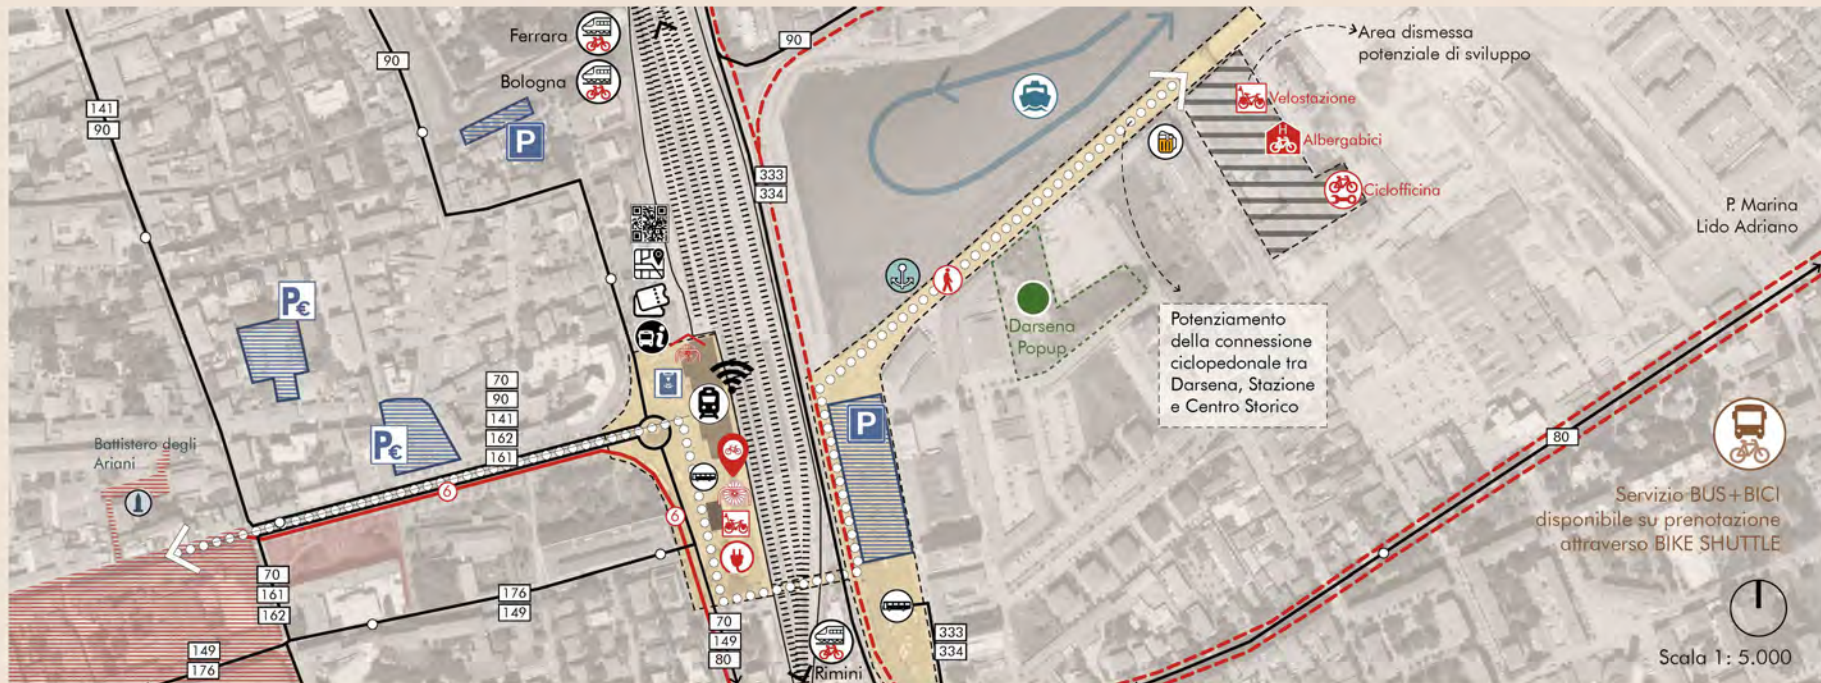 Ferrara
Bologna
90
141
90
P
90
333
334
Area dismessa
potenziale di sviluppo
Velostazione
H
Albergabici
Ciclofficina
P. Marina
Lido Adriano
P€
P€
i
Darsena
Popup
Potenziamento
della connessione
ciclopedonale tra
Darsena, Stazione
e Centro Storico
P
70
90
141
162
161
Battistero degli
Ariani
6
6
80
Servizio BUS+BICI
disponibile su prenotazione
attraverso BIKE SHUTTLE
70
161
162
176
149
149
176
70
149
80
Rimini
333
334
Scala 1: 5.000